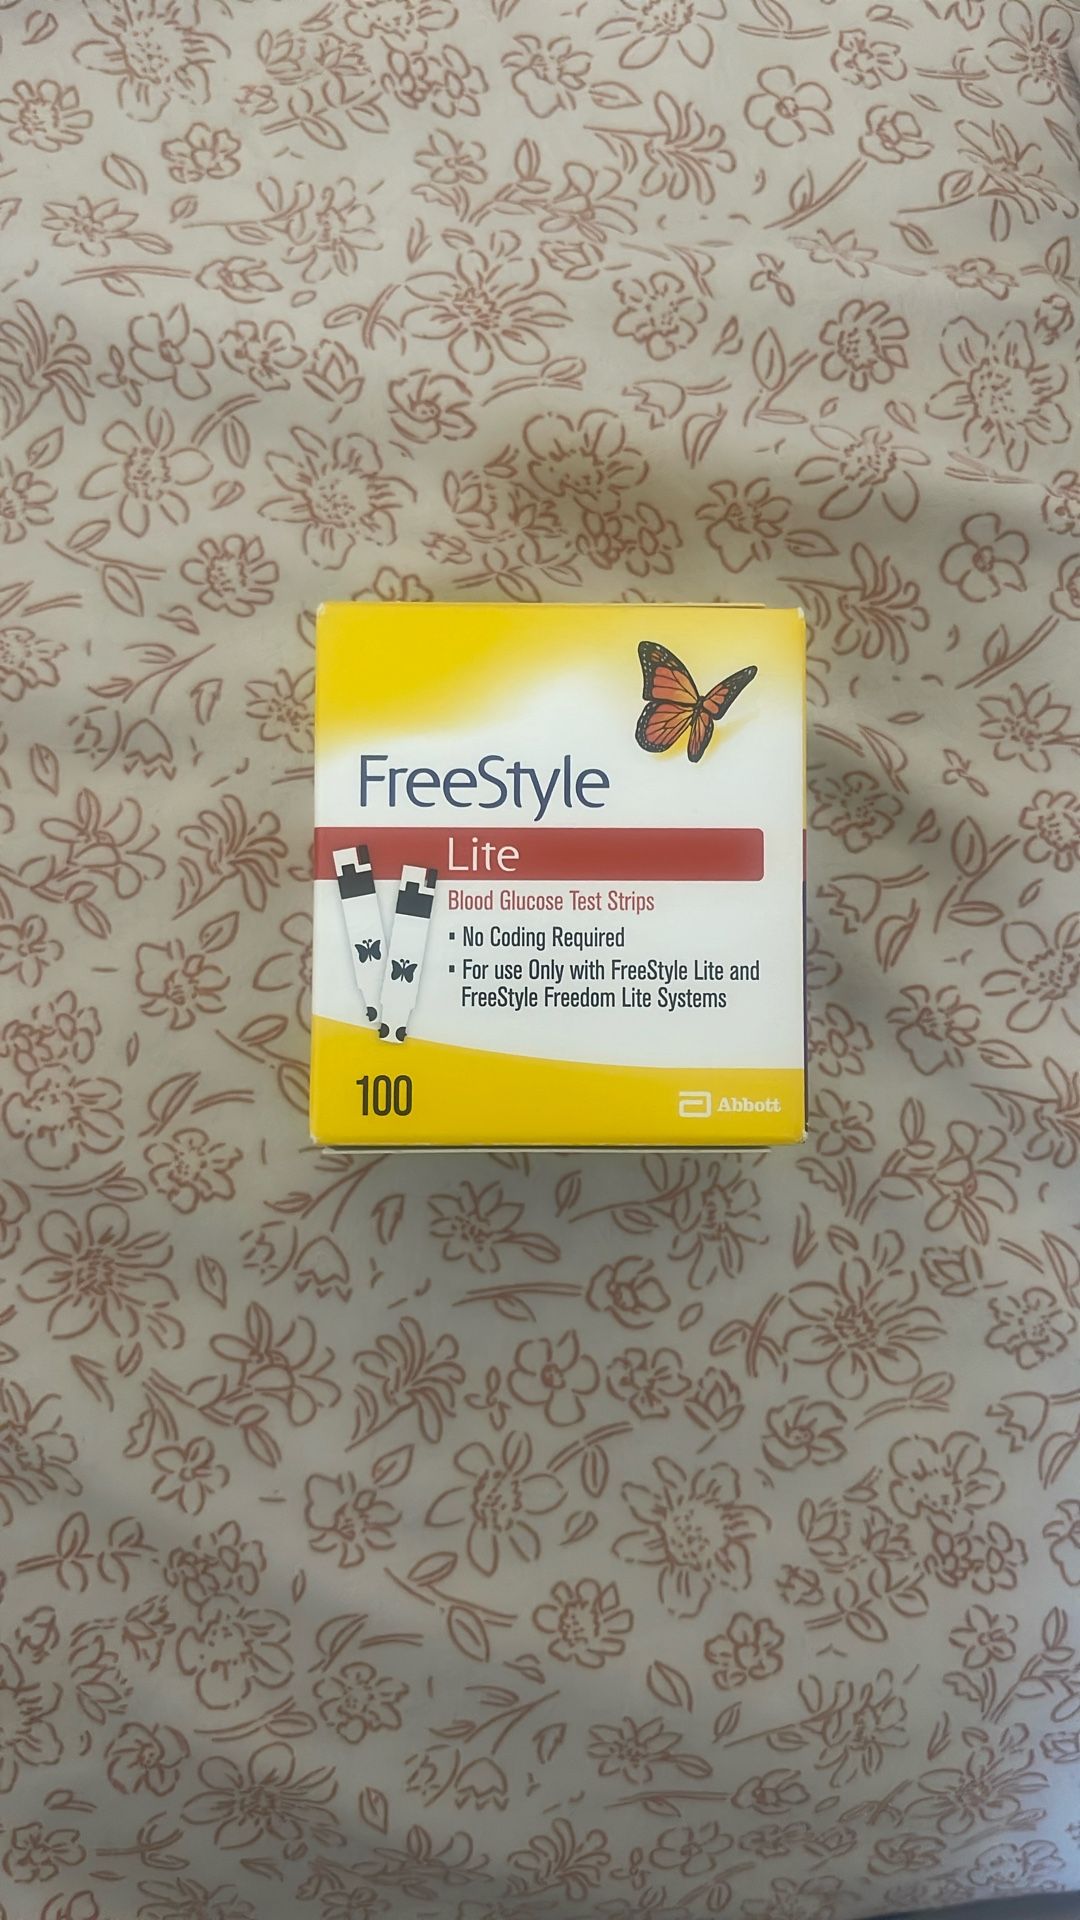 FreeStyle
Lite
Blood Glucose Test Strips
▪ No Coding Required
▪ For use Only with FreeStyle Lite and
FreeStyle Freedom Lite Systems
100
Abbott